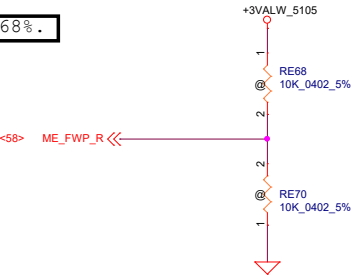 68%.
+3VALW_5105
1
RE68
@ 10K_0402_5%
2
<58> ME_FWP_R
2
RE70
@ 10K_0402_5%
1